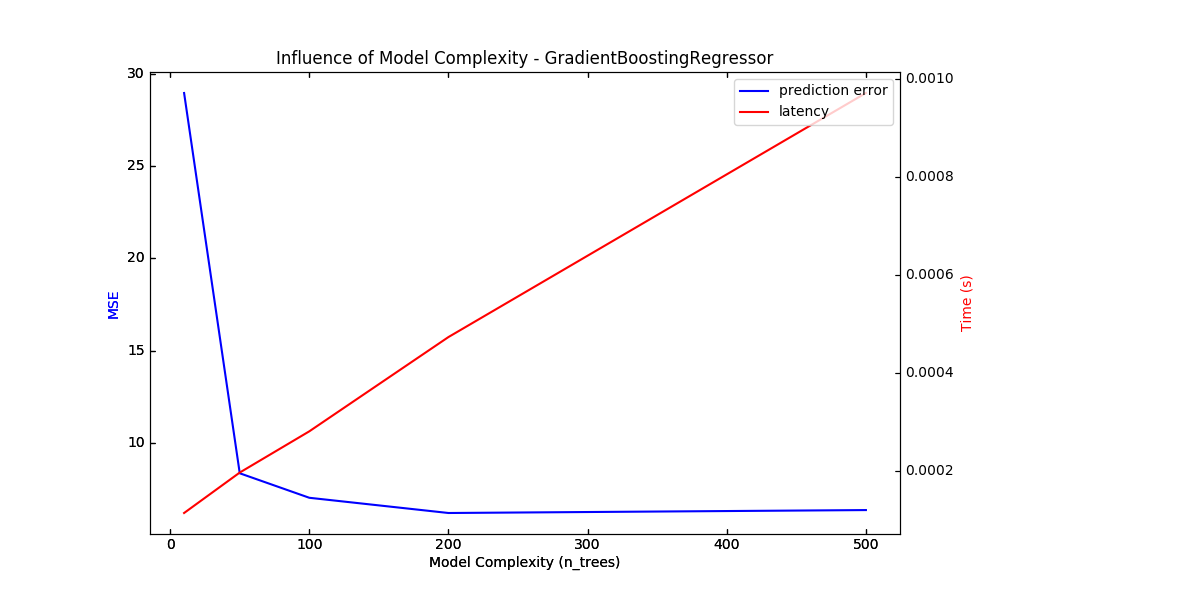 Influence of Model Complexity - GradientBoostingRegressor
prediction error
latency
30
25
20
15
10
MSE
0.0010
0.0008
0.0006
0.0004
0.0002
Time (s)
0 100 200 300 400 500
Model Complexity (n_trees)